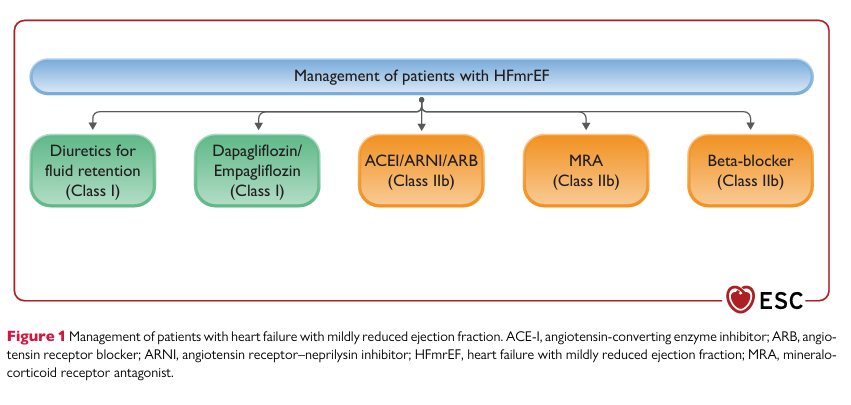 Management of patients with HFmrEF
Diuretics for
fluid retention
(Class I)
Dapagliflozin/
Empagliflozin
(Class I)
ACEI/ARNI/ARB
(Class IIb)
MRA
(Class IIb)
Beta-blocker
(Class IIb)
ESC
Figure 1 Management of patients with heart failure with mildly reduced ejection fraction. ACE-I, angiotensin-converting enzyme inhibitor; ARB, angio-
tensin receptor blocker; ARNI, angiotensin receptor–neprilysin inhibitor; HFmrEF, heart failure with mildly reduced ejection fraction; MRA, mineralo-
corticoid receptor antagonist.